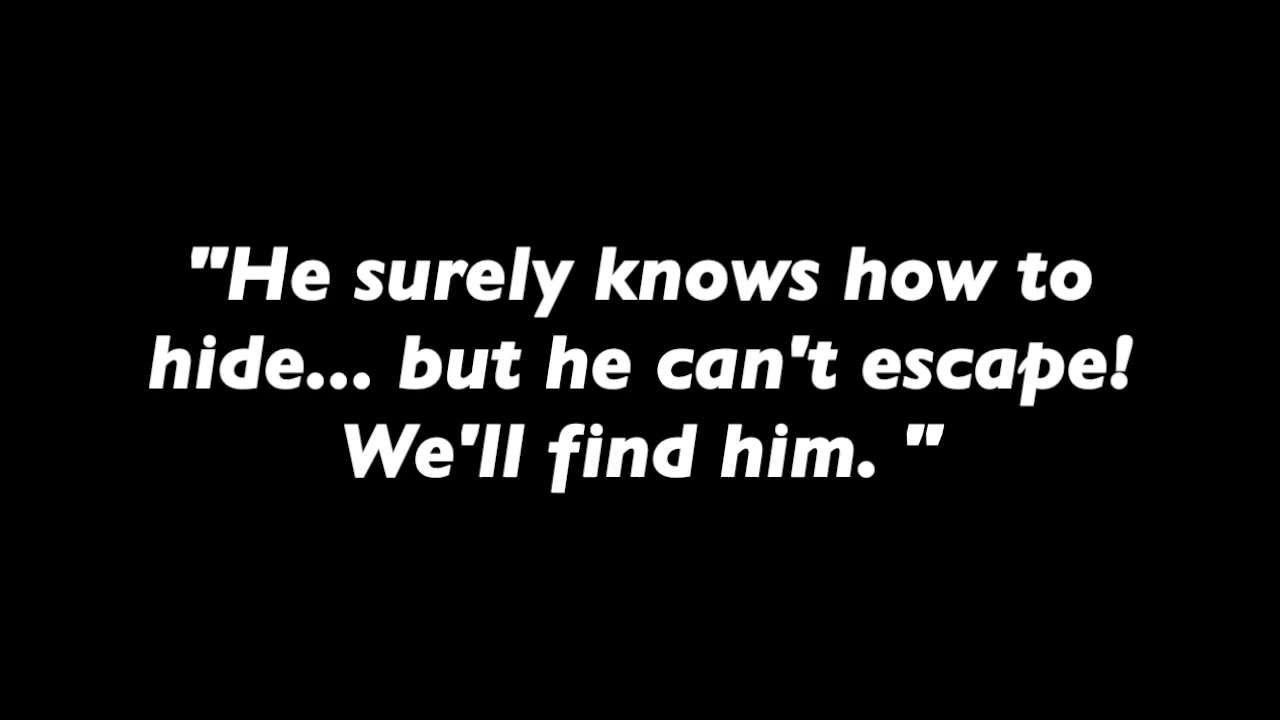 "He surely knows how to
hide... but he can't escape!
We'll find him. "